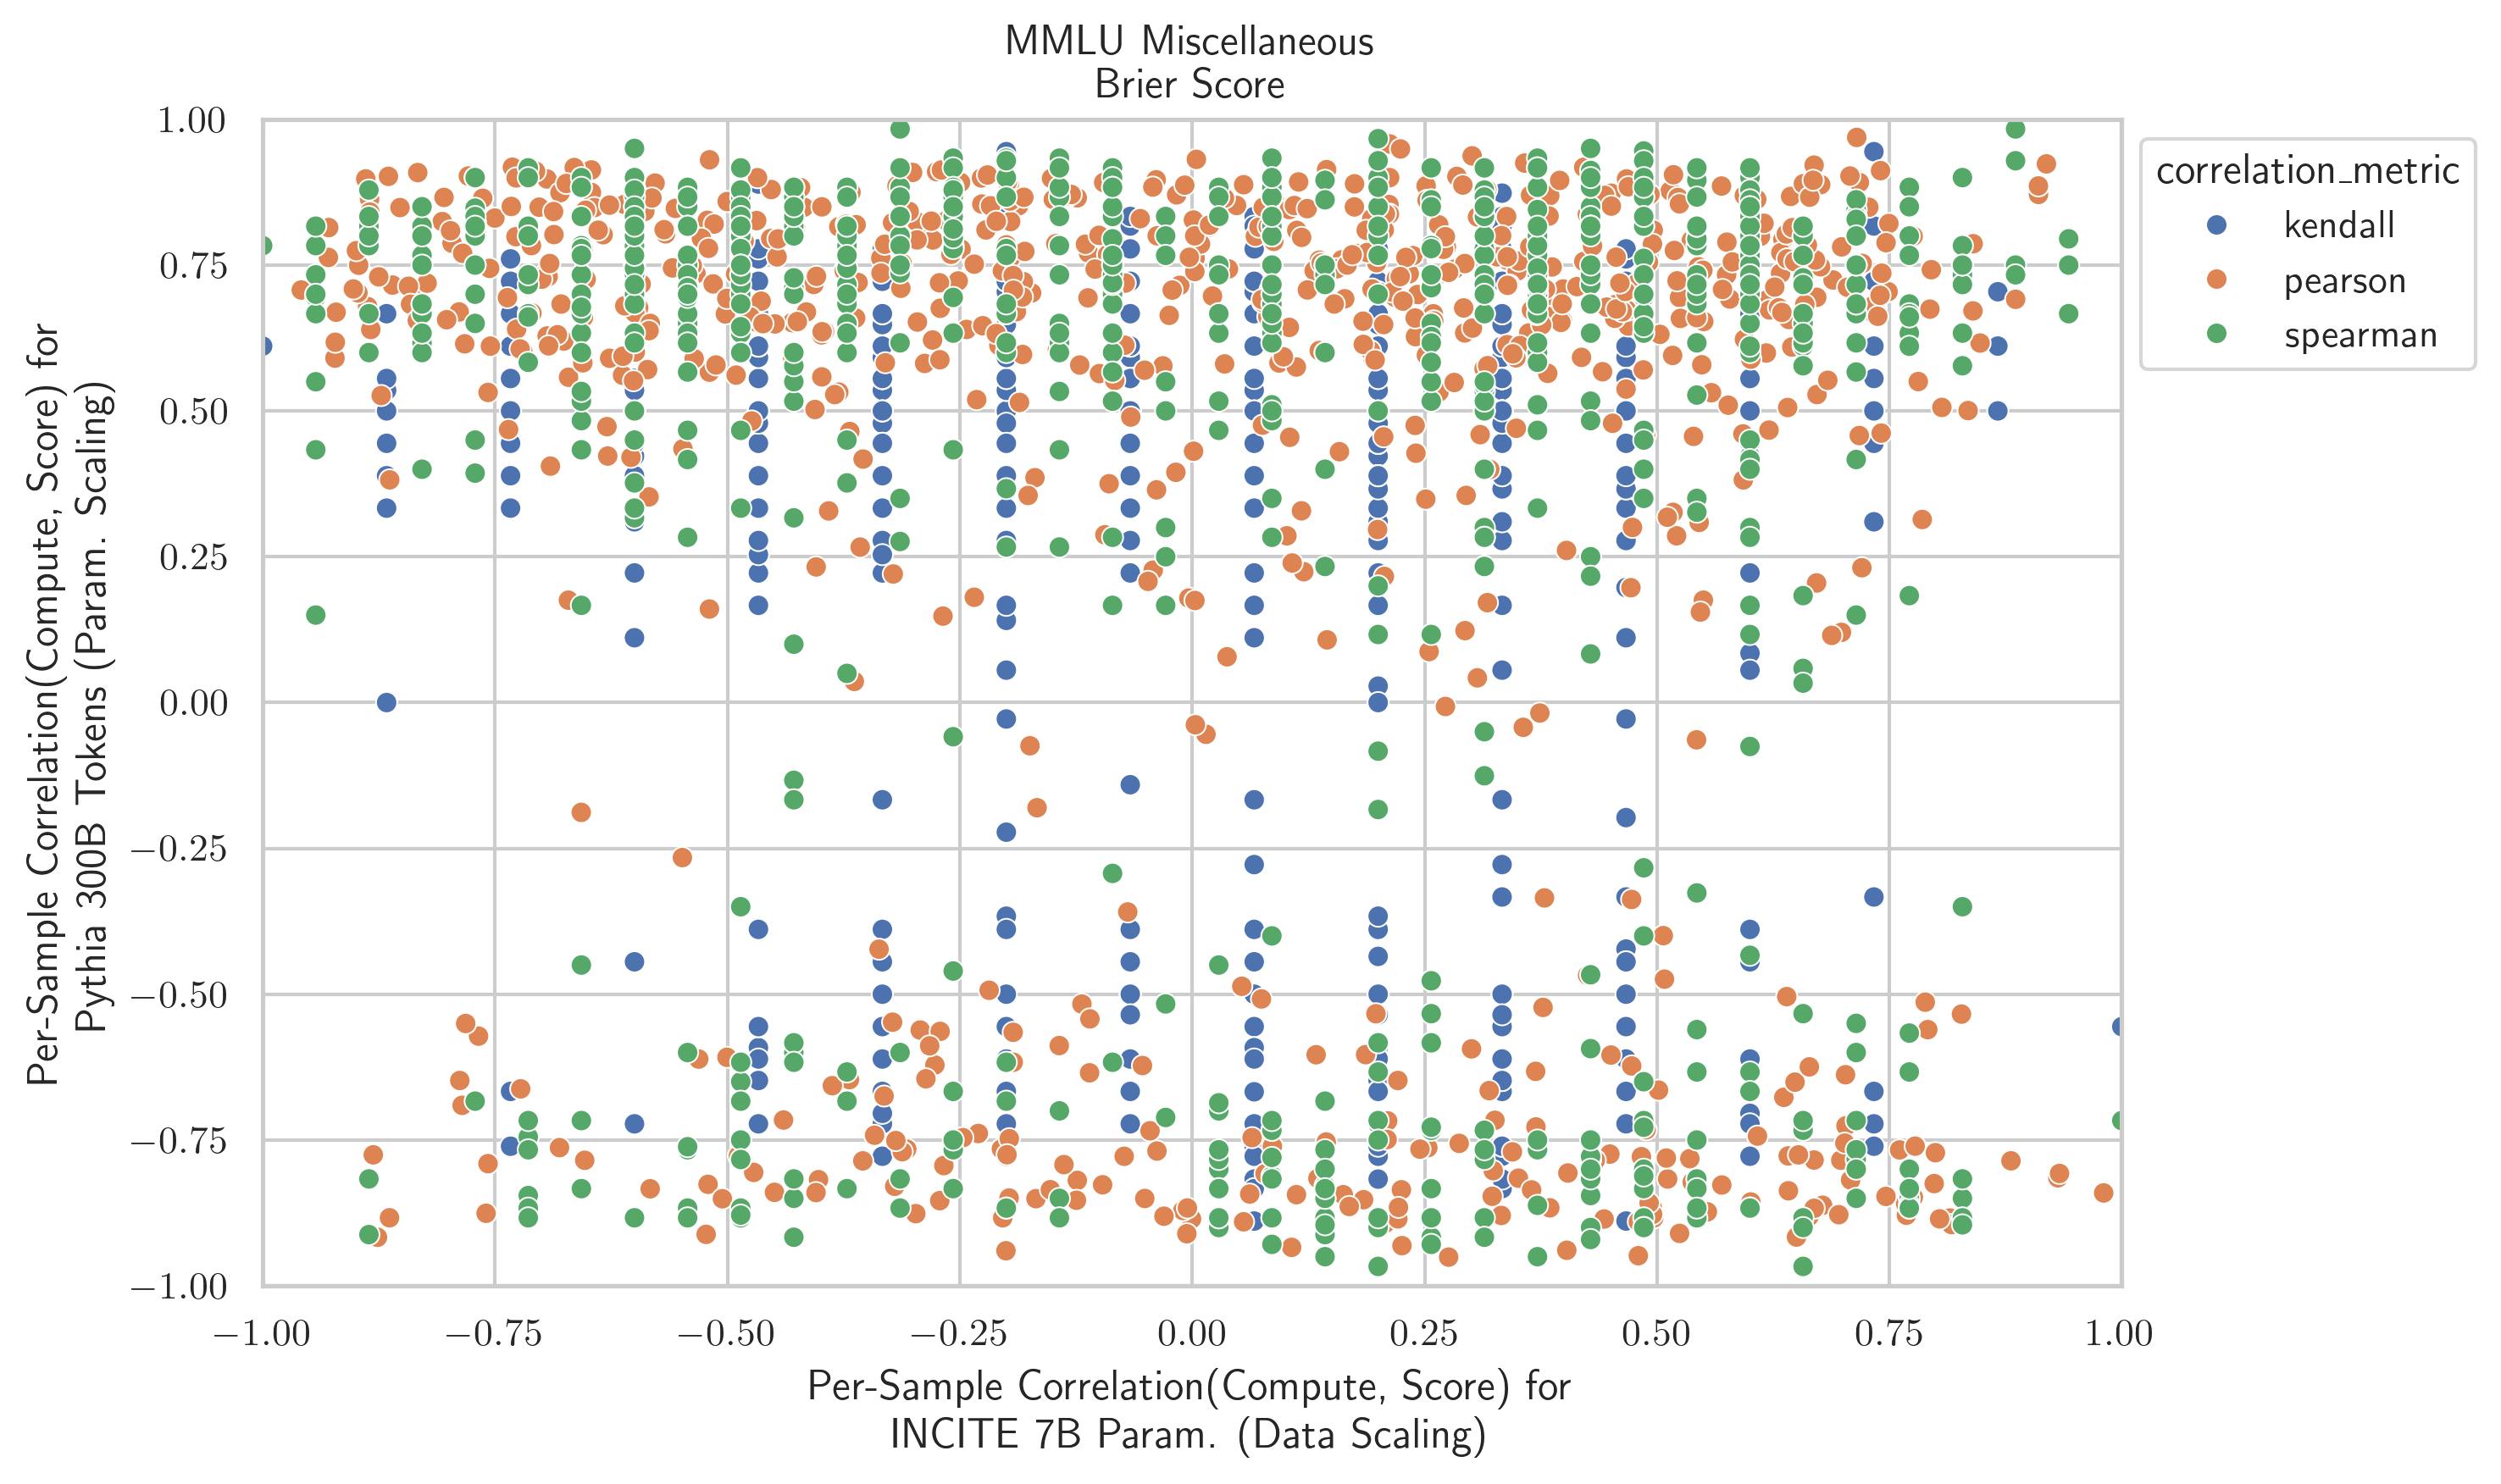 MMLU Miscellaneous
Brier Score
Per-Sample Correlation(Compute, Score) for
Pythia 300B Tokens (Param. Scaling)
1.00
0.75
0.50
0.25
0.00
−0.25
−0.50
−0.75
−1.00
−1.00 −0.75 −0.50 −0.25 0.00 0.25 0.50 0.75 1.00
Per-Sample Correlation(Compute, Score) for
INCITE 7B Param. (Data Scaling)
correlation_metric
kendall
pearson
spearman